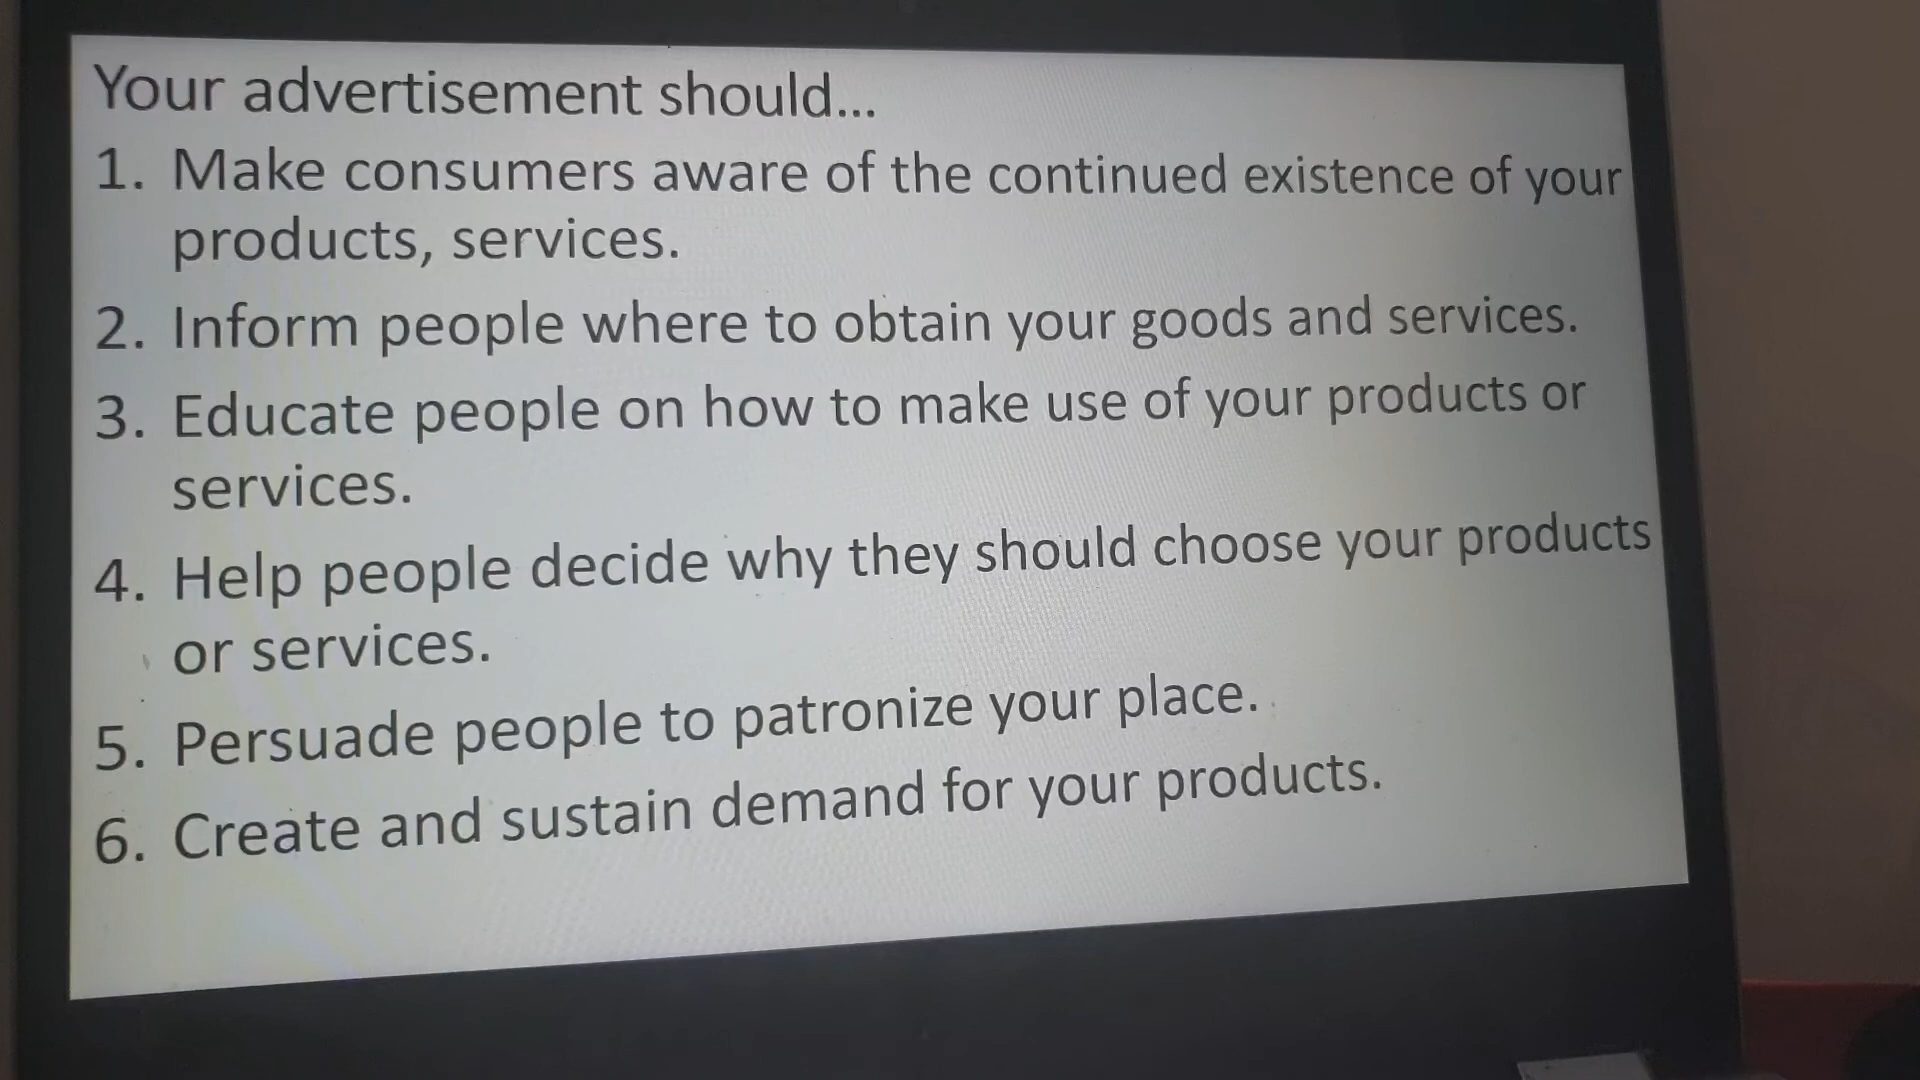 Your advertisement should...
1. Make consumers aware of the continued existence of your
products, services.
2. Inform people where to obtain your goods and services.
3. Educate people on how to make use of your products or
services.
4. Help people decide why they should choose your products
or services.
5. Persuade people to patronize your place.
6. Create and sustain demand for your products.